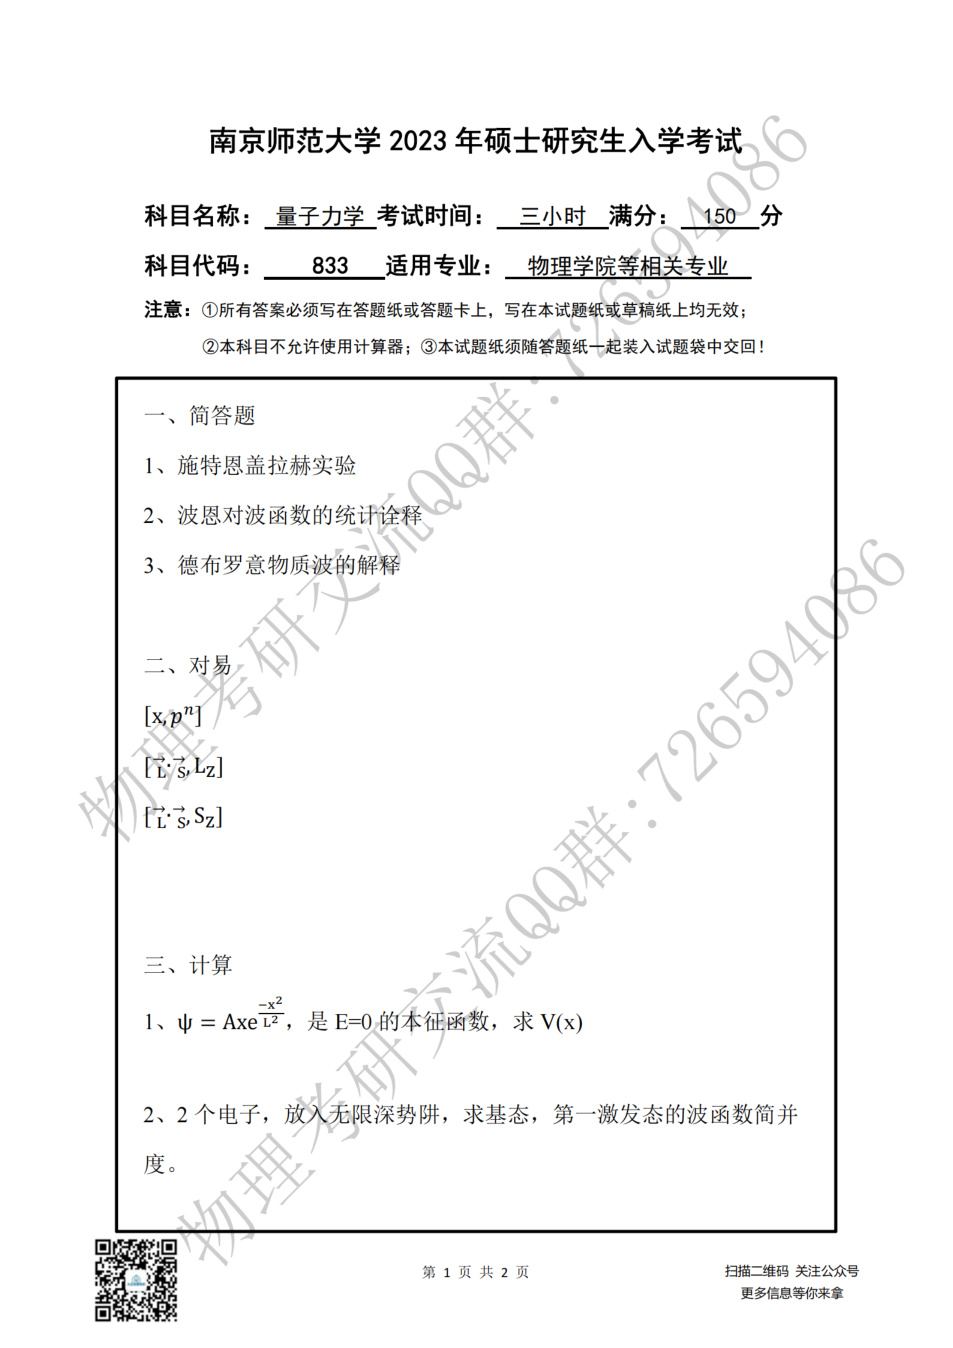 南京师范大学 2023 年硕士研究生入学考试
科目名称: 量子力学 考试时间: 三小时 满分: 150 分
科目代码: 833 适用专业: 物理学院等相关专业
注意: ①所有答案必须写在答题纸或答题卡上，写在本试题纸或草稿纸上均无效；
②本科目不允许使用计算器；③本试题纸须随答题纸一起装入试题袋中交回！
一、简答题
1、施特恩盖拉赫实验
2、波恩对波函数的统计诠释
3、德布罗意物质波的解释
二、对易
[x,pⁿ]
[L⃗·S⃗,L_z]
[L⃗·S⃗,S_z]
三、计算
1、ψ = Axe^(−x²/L²)，是 E=0 的本征函数，求 V(x)
2、2 个电子，放入无限深势阱，求基态，第一激发态的波函数简并
度。
物理考研交流QQ群:726594086
物理考研交流QQ群:726594086
第 1 页 共 2 页
扫描二维码 关注公众号
更多信息等你来拿